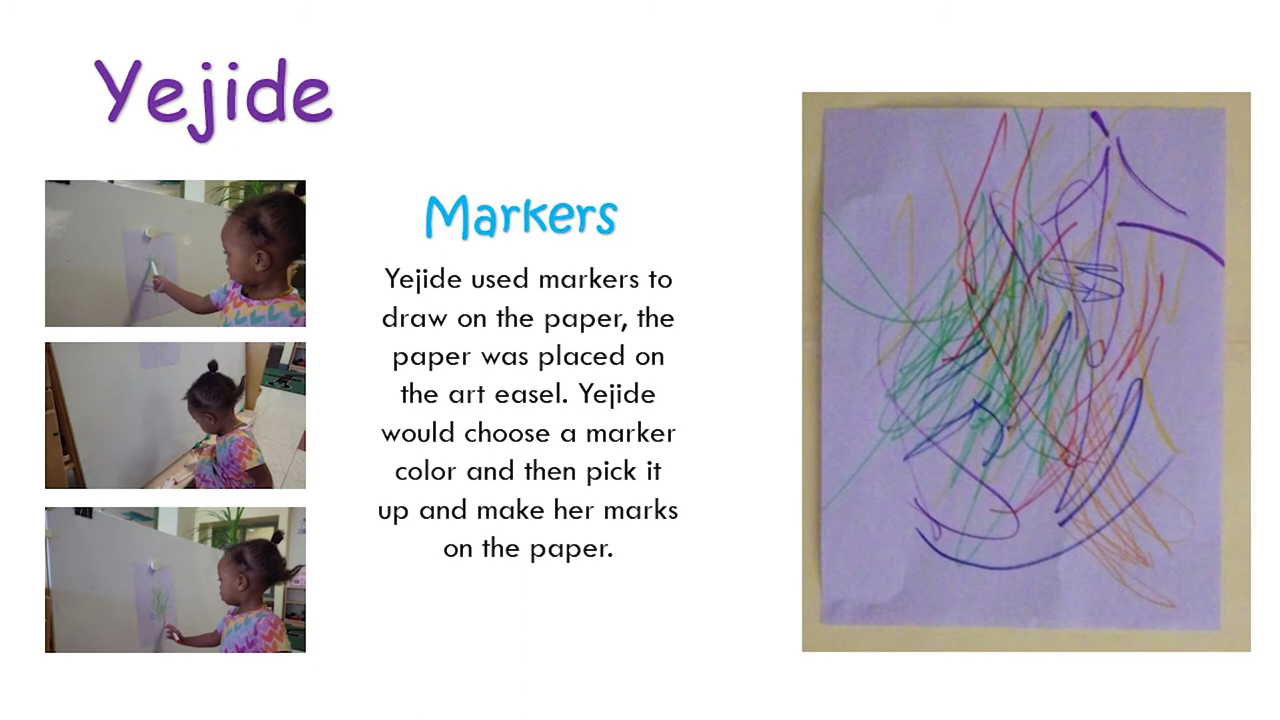 Yejide
Markers
Yejide used markers to
draw on the paper, the
paper was placed on
the art easel. Yejide
would choose a marker
color and then pick it
up and make her marks
on the paper.